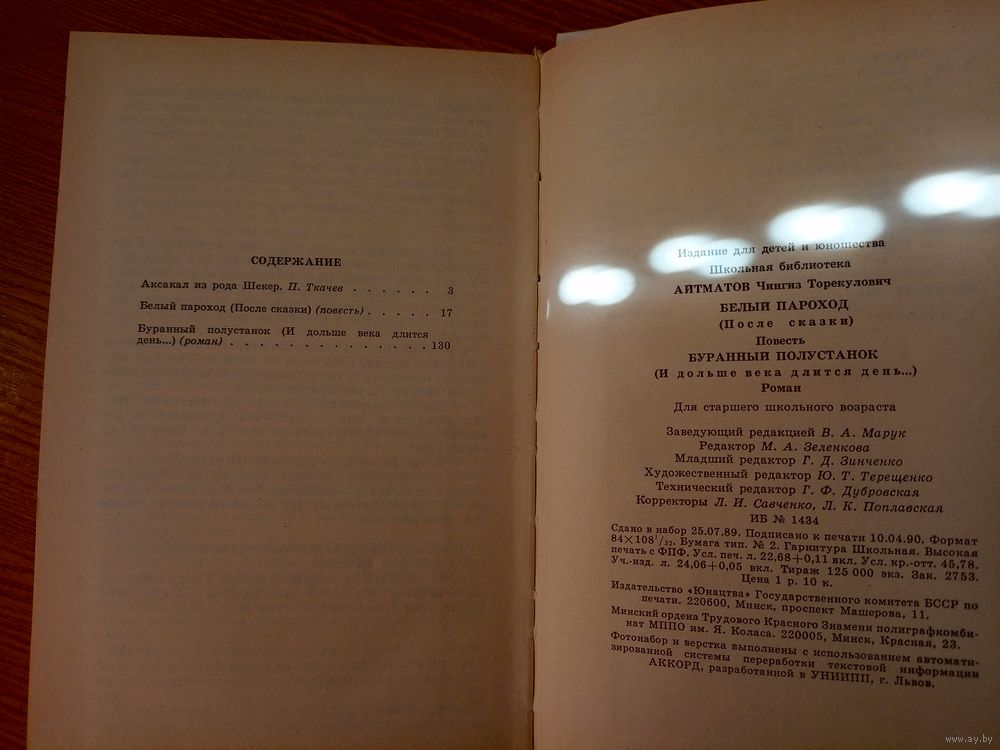 СОДЕРЖАНИЕ
Аксакал из рода Шекер. П. Ткачев . . . . . . 3
Белый пароход (После сказки) (повесть) . . . . . 17
Буранный полустанок (И дольше века длится
день...) (роман) . . . . . . . . . . . . . . 130
Издание для детей и юношества
Школьная библиотека
АЙТМАТОВ Чингиз Торекулович
БЕЛЫЙ ПАРОХОД
(После сказки)
Повесть
БУРАННЫЙ ПОЛУСТАНОК
(И дольше века длится день...)
Роман
Для старшего школьного возраста
Заведующий редакцией В. А. Марук
Редактор М. А. Зеленкова
Младший редактор Г. Д. Зинченко
Художественный редактор Ю. Т. Терещенко
Технический редактор Г. Ф. Дубровская
Корректоры Л. И. Савченко, Л. К. Поплавская
ИБ № 1434
Сдано в набор 25.07.89. Подписано к печати 10.04.90. Формат
84×108¹/₃₂. Бумага тип. № 2. Гарнитура Школьная. Высокая
печать с ФПФ. Усл. печ. л. 22,68+0,11 вкл. Усл. кр.-отт. 45,78.
Уч.-изд. л. 24,06+0,05 вкл. Тираж 125 000 экз. Зак. 2753.
Цена 1 р. 10 к.
Издательство «Юнацтва» Государственного комитета БССР по
печати. 220600, Минск, проспект Машерова, 11.
Минский ордена Трудового Красного Знамени полиграфкомби-
нат МППО им. Я. Коласа. 220005, Минск, Красная, 23.
Фотонабор и верстка выполнены с использованием автомати-
зированной системы переработки текстовой информации
АККОРД, разработанной в УНИИПП, г. Львов.
www.ay.by